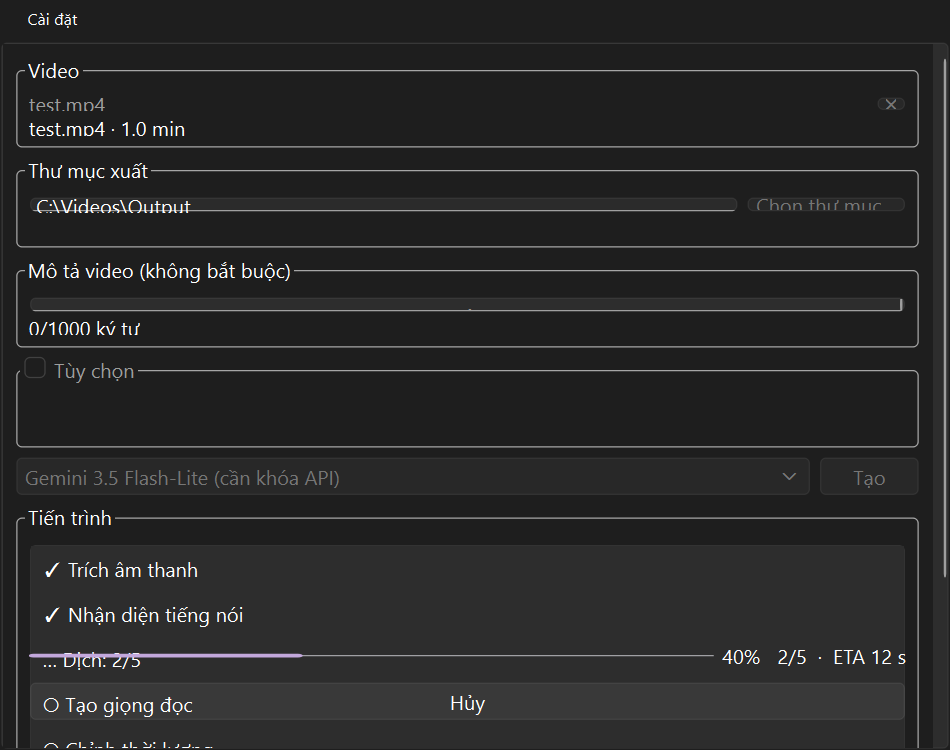 Cài đặt
Video
test.mp4
test.mp4 · 1.0 min
Thư mục xuất
C:\Videos\Output
Chọn thư mục
Mô tả video (không bắt buộc)
0/1000 ký tự
Tùy chọn
Gemini 3.5 Flash-Lite (cần khóa API)
Tạo
Tiến trình
✓ Trích âm thanh
✓ Nhận diện tiếng nói
... Dịch: 2/5
40% 2/5 · ETA 12 s
○ Tạo giọng đọc
Hủy
○ Chỉnh thời lượng